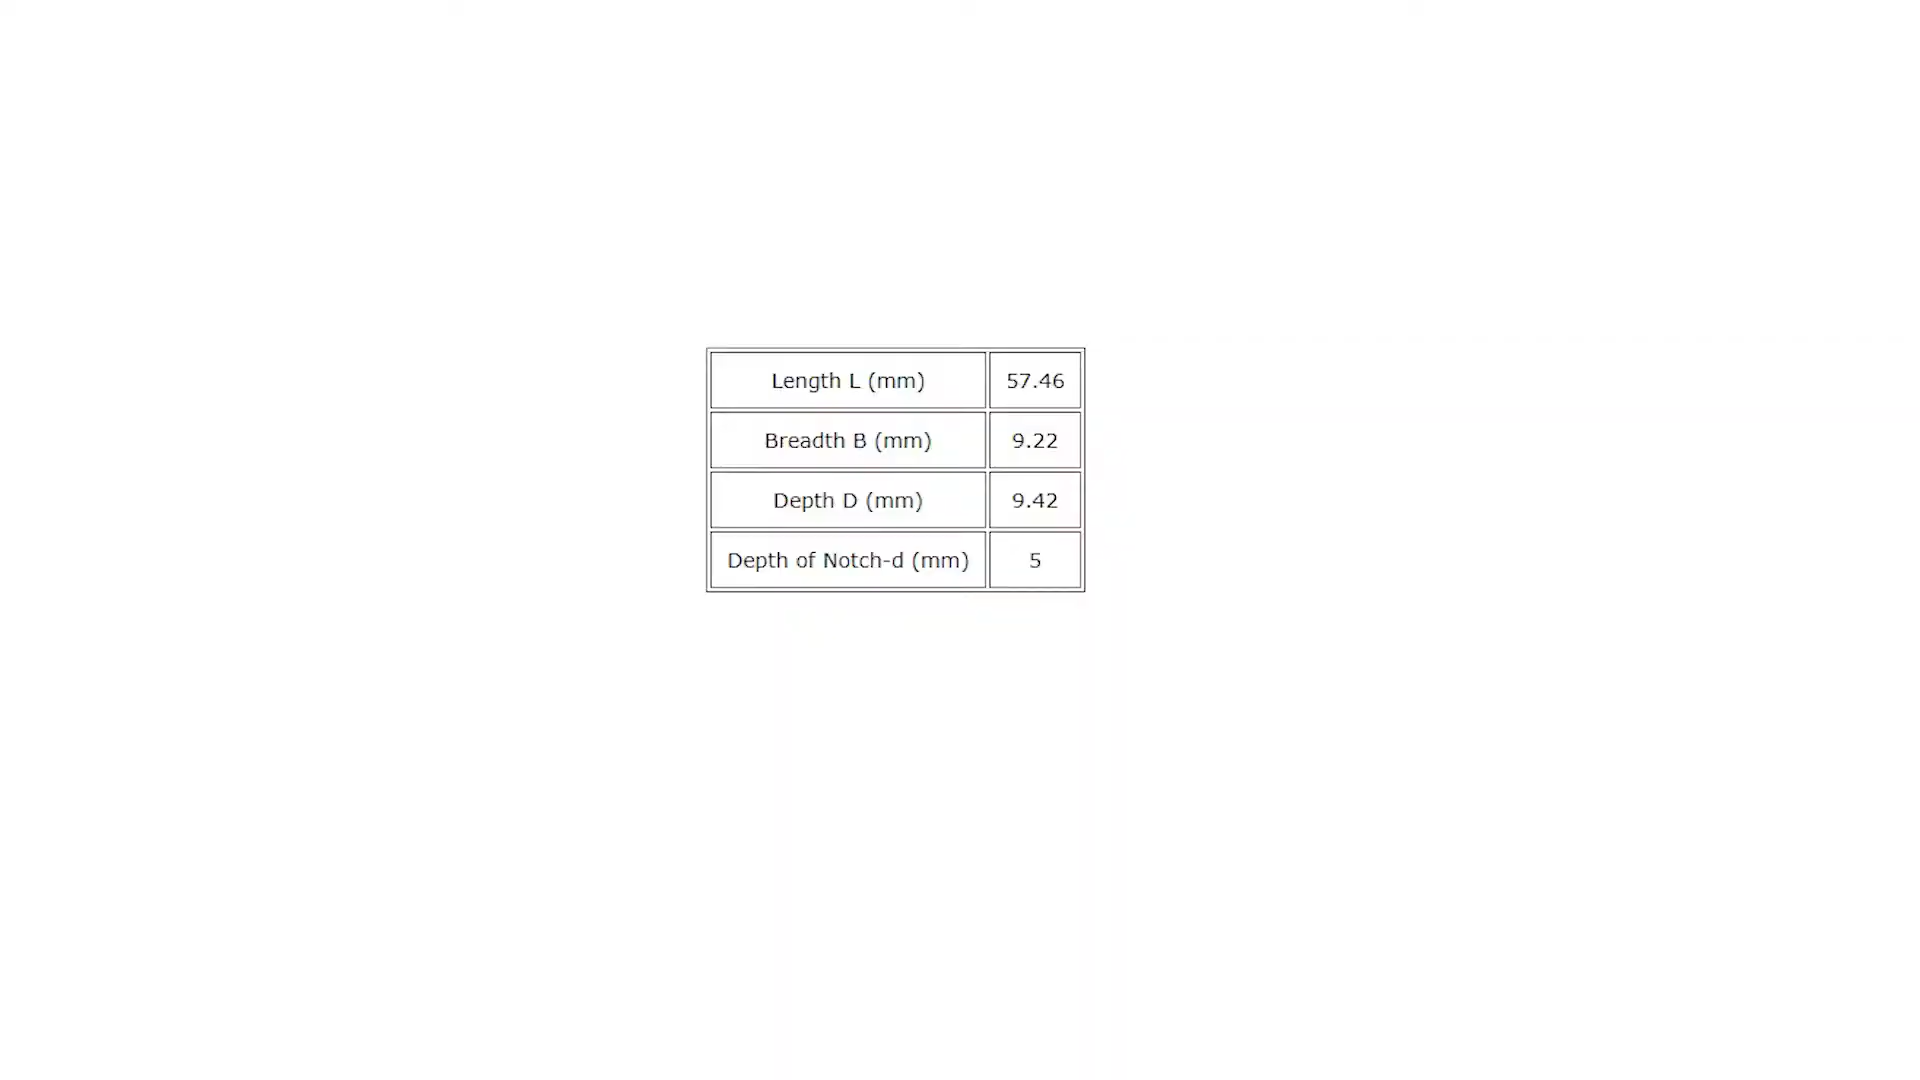 Length L (mm) 57.46
Breadth B (mm) 9.22
Depth D (mm) 9.42
Depth of Notch-d (mm) 5